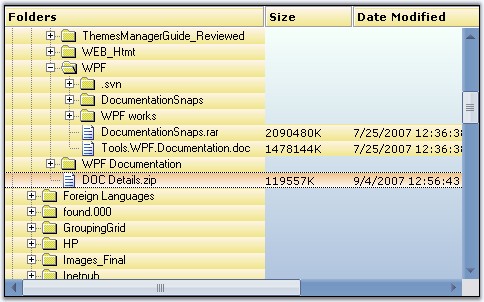 Folders Size Date Modified
ThemesManagerGuide_Reviewed
WEB_Html
WPF
.svn
DocumentationSnaps
WPF works
DocumentationSnaps.rar 2090480K 7/25/2007 12:36:38
Tools.WPF.Documentation.doc 1478144K 7/25/2007 12:36:38
WPF Documentation
DOC Details.zip 119557K 9/4/2007 12:56:43
Foreign Languages
found.000
GroupingGrid
HP
Images_Final
Inetpub